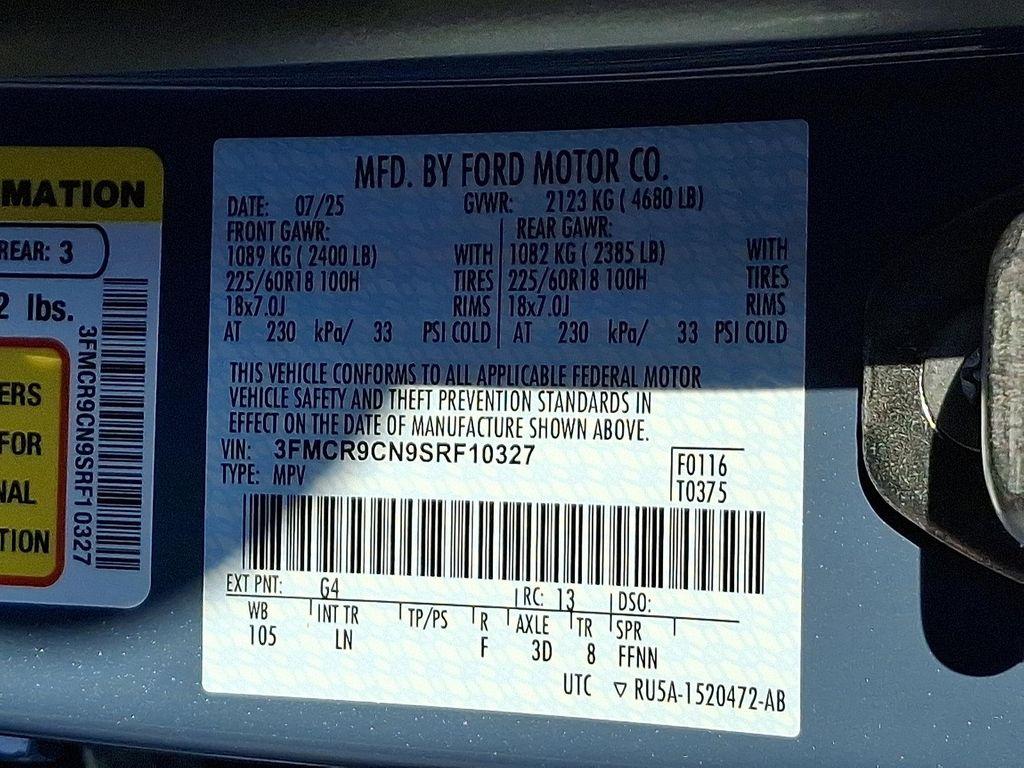 MATION
REAR: 3
2 lbs.
ERS
FOR
NAL
TION
3FMCR9CN9SRF10327
MFD. BY FORD MOTOR CO.
DATE: 07/25 GVWR: 2123 KG ( 4680 LB)
FRONT GAWR: REAR GAWR:
1089 KG ( 2400 LB) WITH 1082 KG ( 2385 LB) WITH
225/60R18 100H TIRES 225/60R18 100H TIRES
18x7.0J RIMS 18x7.0J RIMS
AT 230 kPa/ 33 PSI COLD AT 230 kPa/ 33 PSI COLD
THIS VEHICLE CONFORMS TO ALL APPLICABLE FEDERAL MOTOR
VEHICLE SAFETY AND THEFT PREVENTION STANDARDS IN
EFFECT ON THE DATE OF MANUFACTURE SHOWN ABOVE.
VIN: 3FMCR9CN9SRF10327
TYPE: MPV
F0116
T0375
EXT PNT: G4 RC: 13 DSO:
WB INT TR TP/PS R AXLE TR SPR
105 LN F 3D 8 FFNN
UTC ▽ RU5A-1520472-AB